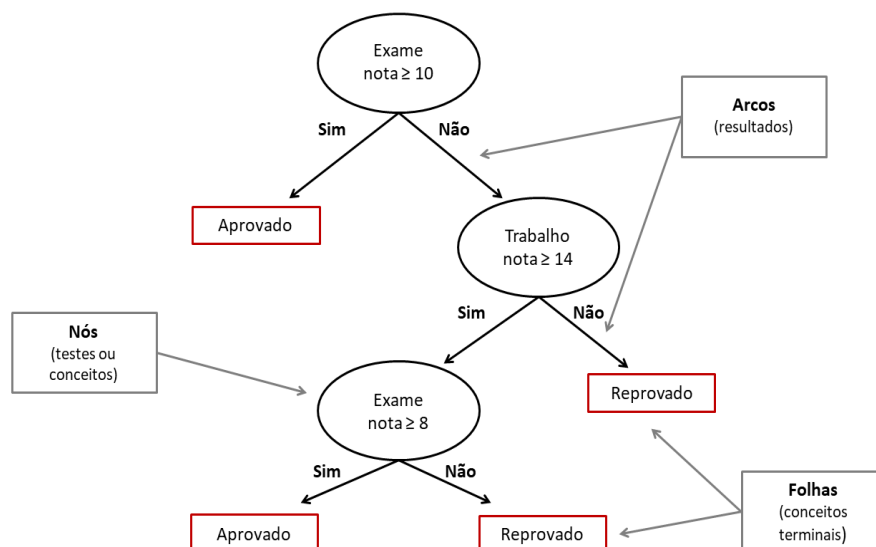 Exame
nota ≥ 10
Arcos
(resultados)
Sim
Não
Aprovado
Trabalho
nota ≥ 14
Sim
Não
Nós
(testes ou
conceitos)
Exame
nota ≥ 8
Reprovado
Sim
Não
Folhas
(conceitos
terminais)
Aprovado
Reprovado